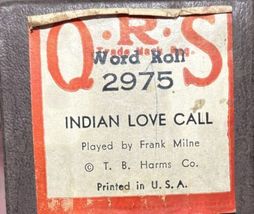 Q·R·S
Trade Mark Reg.
Word Roll
2975
INDIAN LOVE CALL
Played by Frank Milne
© T. B. Harms Co.
Printed in U. S. A.